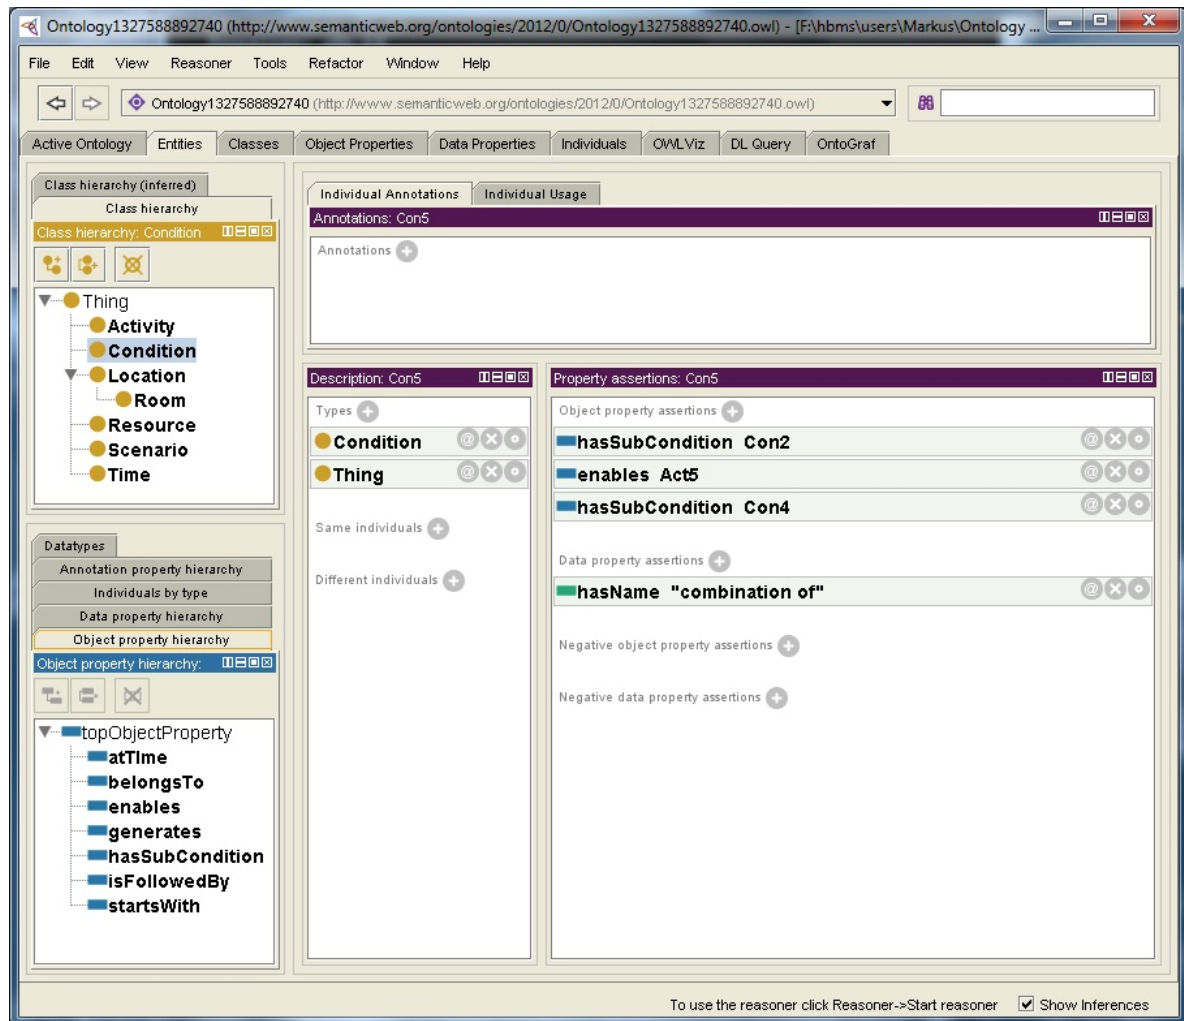 Ontology1327588892740 (http://www.semanticweb.org/ontologies/2012/0/Ontology1327588892740.owl) - [F:\hbms\users\Markus\Ontology ...
File Edit View Reasoner Tools Refactor Window Help
Ontology1327588892740 (http://www.semanticweb.org/ontologies/2012/0/Ontology1327588892740.owl)
Active Ontology Entities Classes Object Properties Data Properties Individuals OWLViz DL Query OntoGraf
Class hierarchy (inferred)
Class hierarchy
Class hierarchy: Condition
Thing
Activity
Condition
Location
Room
Resource
Scenario
Time
Datatypes
Annotation property hierarchy
Individuals by type
Data property hierarchy
Object property hierarchy
Object property hierarchy:
topObjectProperty
atTime
belongsTo
enables
generates
hasSubCondition
isFollowedBy
startsWith
Individual Annotations Individual Usage
Annotations: Con5
Annotations
Description: Con5
Types
Condition
Thing
Same individuals
Different individuals
Property assertions: Con5
Object property assertions
hasSubCondition Con2
enables Act5
hasSubCondition Con4
Data property assertions
hasName "combination of"
Negative object property assertions
Negative data property assertions
To use the reasoner click Reasoner->Start reasoner Show Inferences